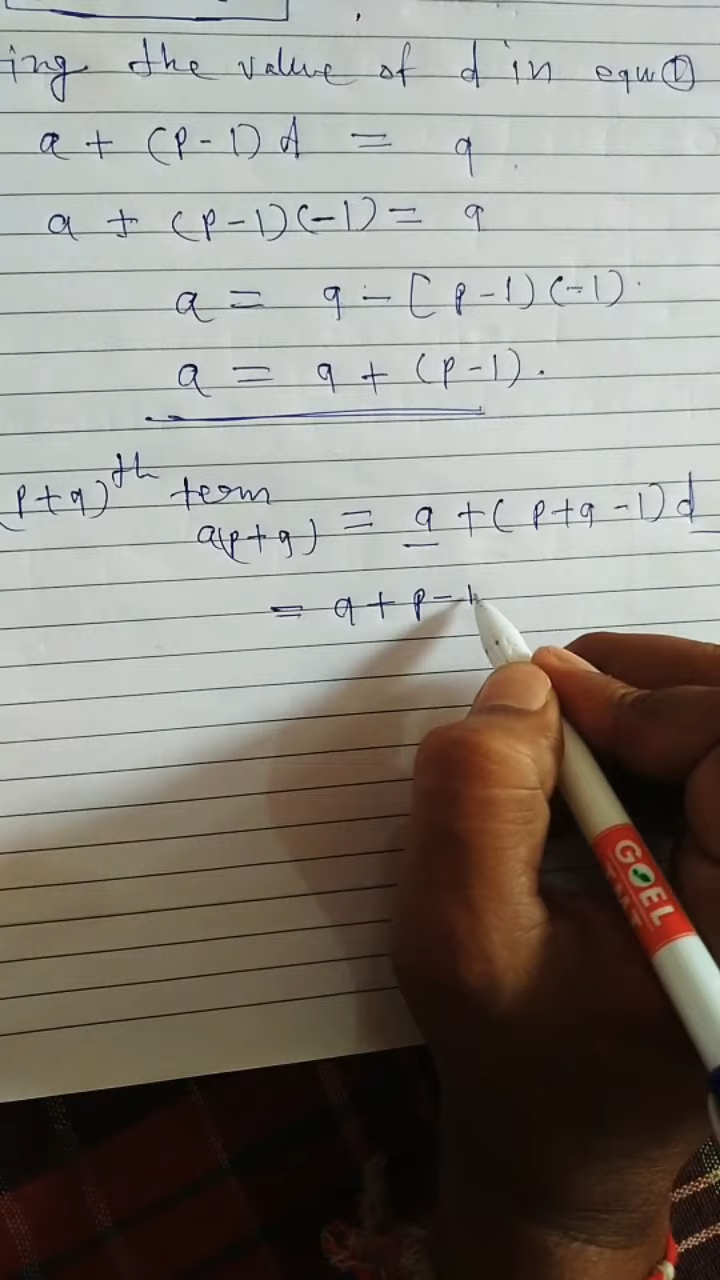 ing the value of d in equ ①
a + (p-1) d = q
a + (p-1)(-1) = q
a = q - [p-1)(-1).
a = q + (p-1).
(p+q)th term
a(p+q) = a + (p+q-1)d
= q + p - 1
GOEL